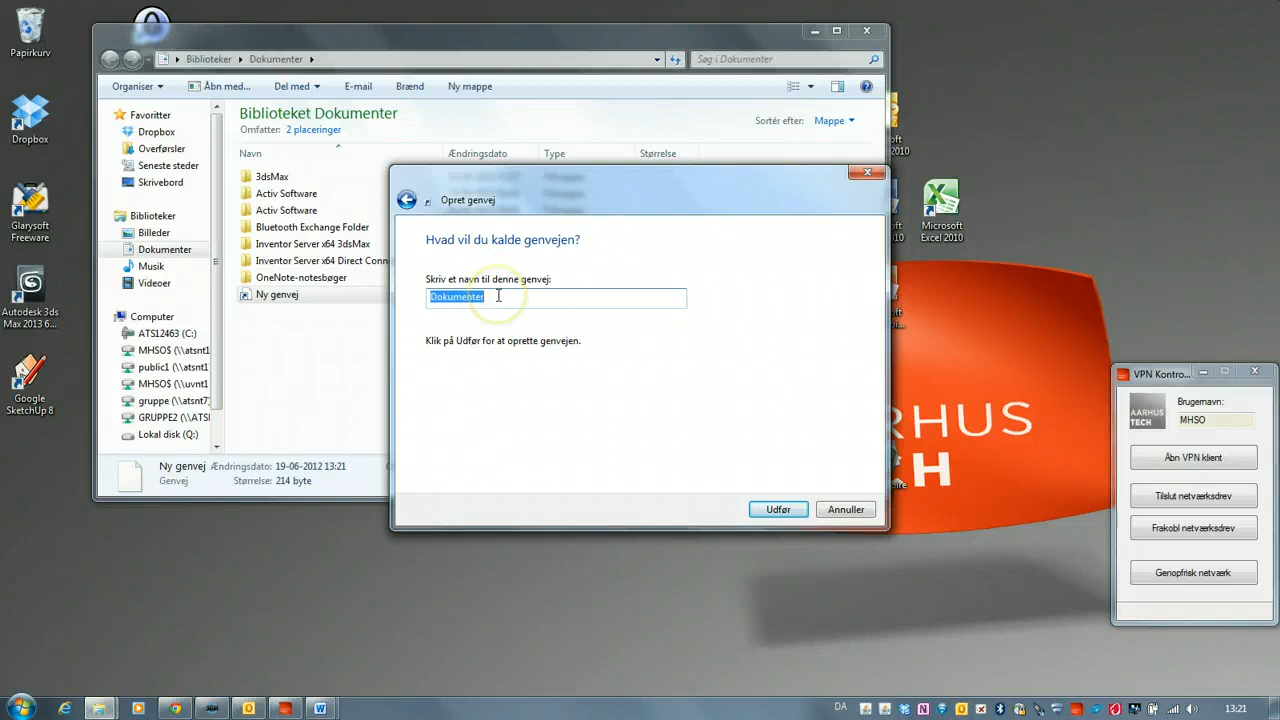 Papirkurv
Dropbox
Glarysoft
Freeware
Autodesk 3ds
Max 2013 6...
Google
SketchUp 8
Biblioteker
Dokumenter
Søg i Dokumenter
Organiser
Åbn med...
Del med
E-mail
Brænd
Ny mappe
Favoritter
Dropbox
Overførsler
Seneste steder
Skrivebord
Biblioteker
Billeder
Dokumenter
Musik
Videoer
Computer
ATS12463 (C:)
MHSO$ (\\atsnt1
public1 (\\atsnt
MHSO$ (\\uvnt1
gruppe (\\atsnt7
GRUPPE2 (\\ATS
Lokal disk (Q:)
Biblioteket Dokumenter
Omfatter: 2 placeringer
Sortér efter: Mappe
Navn
Ændringsdato
Type
Størrelse
3dsMax
Activ Software
Activ Software
Bluetooth Exchange Folder
Inventor Server x64 3dsMax
Inventor Server x64 Direct Conn
OneNote-notesbøger
Ny genvej
Ny genvej Ændringsdato: 19-06-2012 13:21
Genvej Størrelse: 214 byte
Opret genvej
Hvad vil du kalde genvejen?
Skriv et navn til denne genvej:
Dokumenter
Klik på Udfør for at oprette genvejen.
Udfør
Annuller
Microsoft
Excel 2010
RHUS
CH
VPN Kontro...
AARHUS
TECH
Brugernavn:
MHSO
Åbn VPN klient
Tilslut netværksdrev
Frakobl netværksdrev
Genopfrisk netværk
DA
13:21